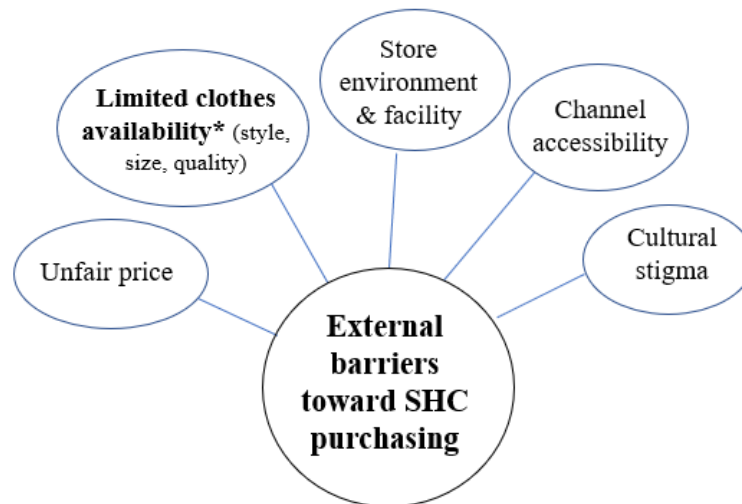 Store
environment
& facility
Limited clothes
availability* (style,
size, quality)
Channel
accessibility
Unfair price
Cultural
stigma
External
barriers
toward SHC
purchasing